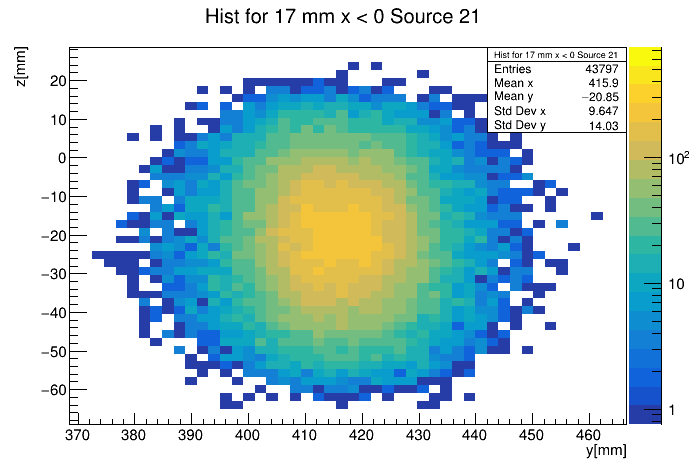 Hist for 17 mm x < 0 Source 21
z[mm]
Hist for 17 mm x < 0 Source 21
Entries 43797
Mean x 415.9
Mean y −20.85
Std Dev x 9.647
Std Dev y 14.03
20
10
0
−10
−20
−30
−40
−50
−60
370 380 390 400 410 420 430 440 450 460
y[mm]
10²
10
1